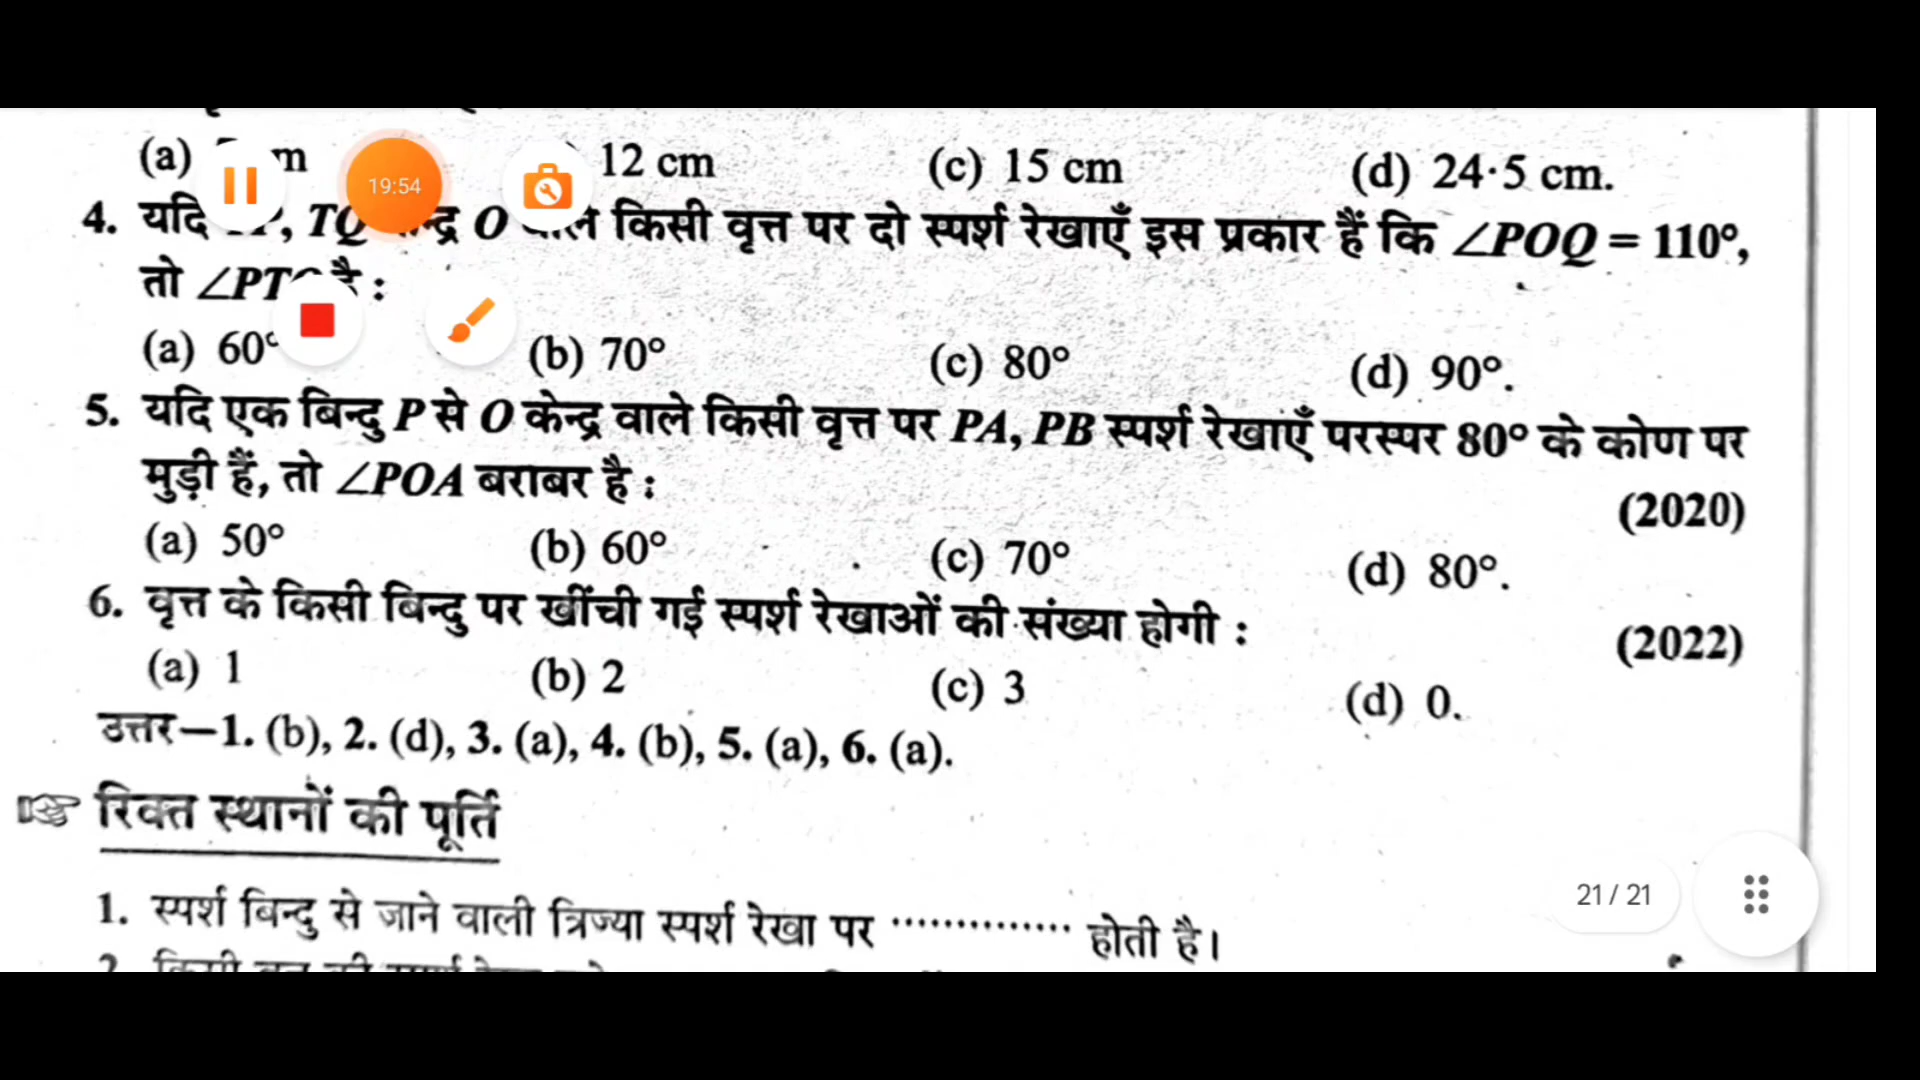 (a) m 12 cm (c) 15 cm (d) 24·5 cm.
19:54
4. यदि , TQ O किसी वृत्त पर दो स्पर्श रेखाएँ इस प्रकार हैं कि ∠POQ = 110°,
तो ∠PT है :
(a) 60° (b) 70° (c) 80° (d) 90°.
5. यदि एक बिन्दु P से O केन्द्र वाले किसी वृत्त पर PA, PB स्पर्श रेखाएँ परस्पर 80° के कोण पर
मुड़ी हैं, तो ∠POA बराबर है : (2020)
(a) 50° (b) 60° (c) 70° (d) 80°.
6. वृत्त के किसी बिन्दु पर खींची गई स्पर्श रेखाओं की संख्या होगी : (2022)
(a) 1 (b) 2 (c) 3 (d) 0.
उत्तर—1. (b), 2. (d), 3. (a), 4. (b), 5. (a), 6. (a).
रिक्त स्थानों की पूर्ति
21 / 21
1. स्पर्श बिन्दु से जाने वाली त्रिज्या स्पर्श रेखा पर .............. होती है।